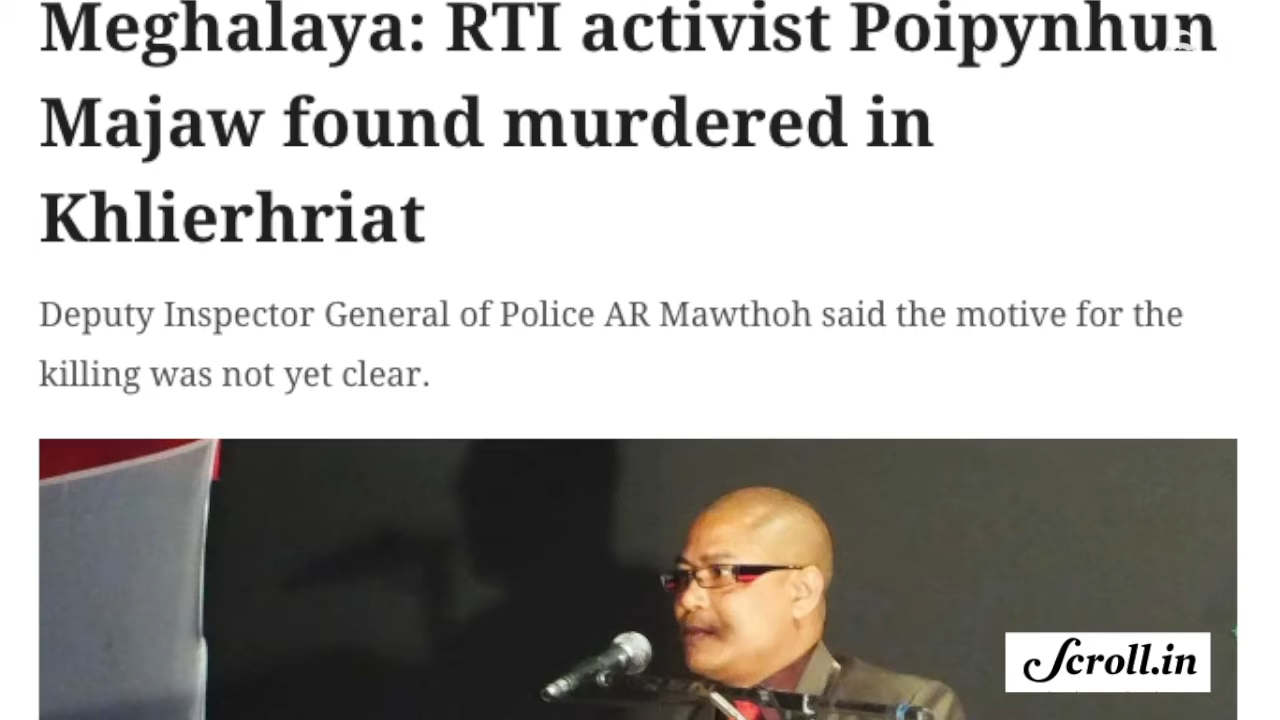 Meghalaya: RTI activist Poipynhun
Majaw found murdered in
Khlierhriat
Deputy Inspector General of Police AR Mawthoh said the motive for the
killing was not yet clear.
Scroll.in